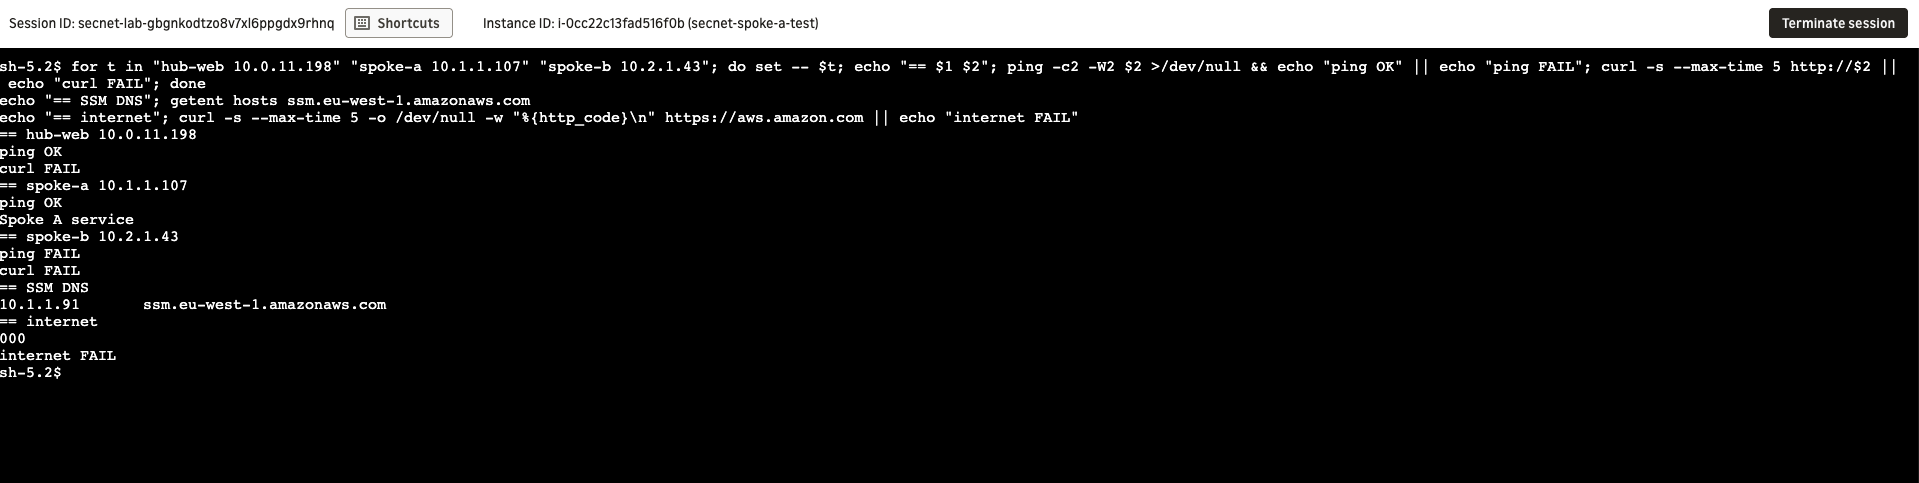 Session ID: secnet-lab-gbgnkodtzo8v7xl6ppgdx9rhnq Shortcuts Instance ID: i-0cc22c13fad516f0b (secnet-spoke-a-test) Terminate session
sh-5.2$ for t in "hub-web 10.0.11.198" "spoke-a 10.1.1.107" "spoke-b 10.2.1.43"; do set -- $t; echo "== $1 $2"; ping -c2 -W2 $2 >/dev/null && echo "ping OK" || echo "ping FAIL"; curl -s --max-time 5 http://$2 ||
 echo "curl FAIL"; done
echo "== SSM DNS"; getent hosts ssm.eu-west-1.amazonaws.com
echo "== internet"; curl -s --max-time 5 -o /dev/null -w "%{http_code}\n" https://aws.amazon.com || echo "internet FAIL"
== hub-web 10.0.11.198
ping OK
curl FAIL
== spoke-a 10.1.1.107
ping OK
Spoke A service
== spoke-b 10.2.1.43
ping FAIL
curl FAIL
== SSM DNS
10.1.1.91       ssm.eu-west-1.amazonaws.com
== internet
000
internet FAIL
sh-5.2$